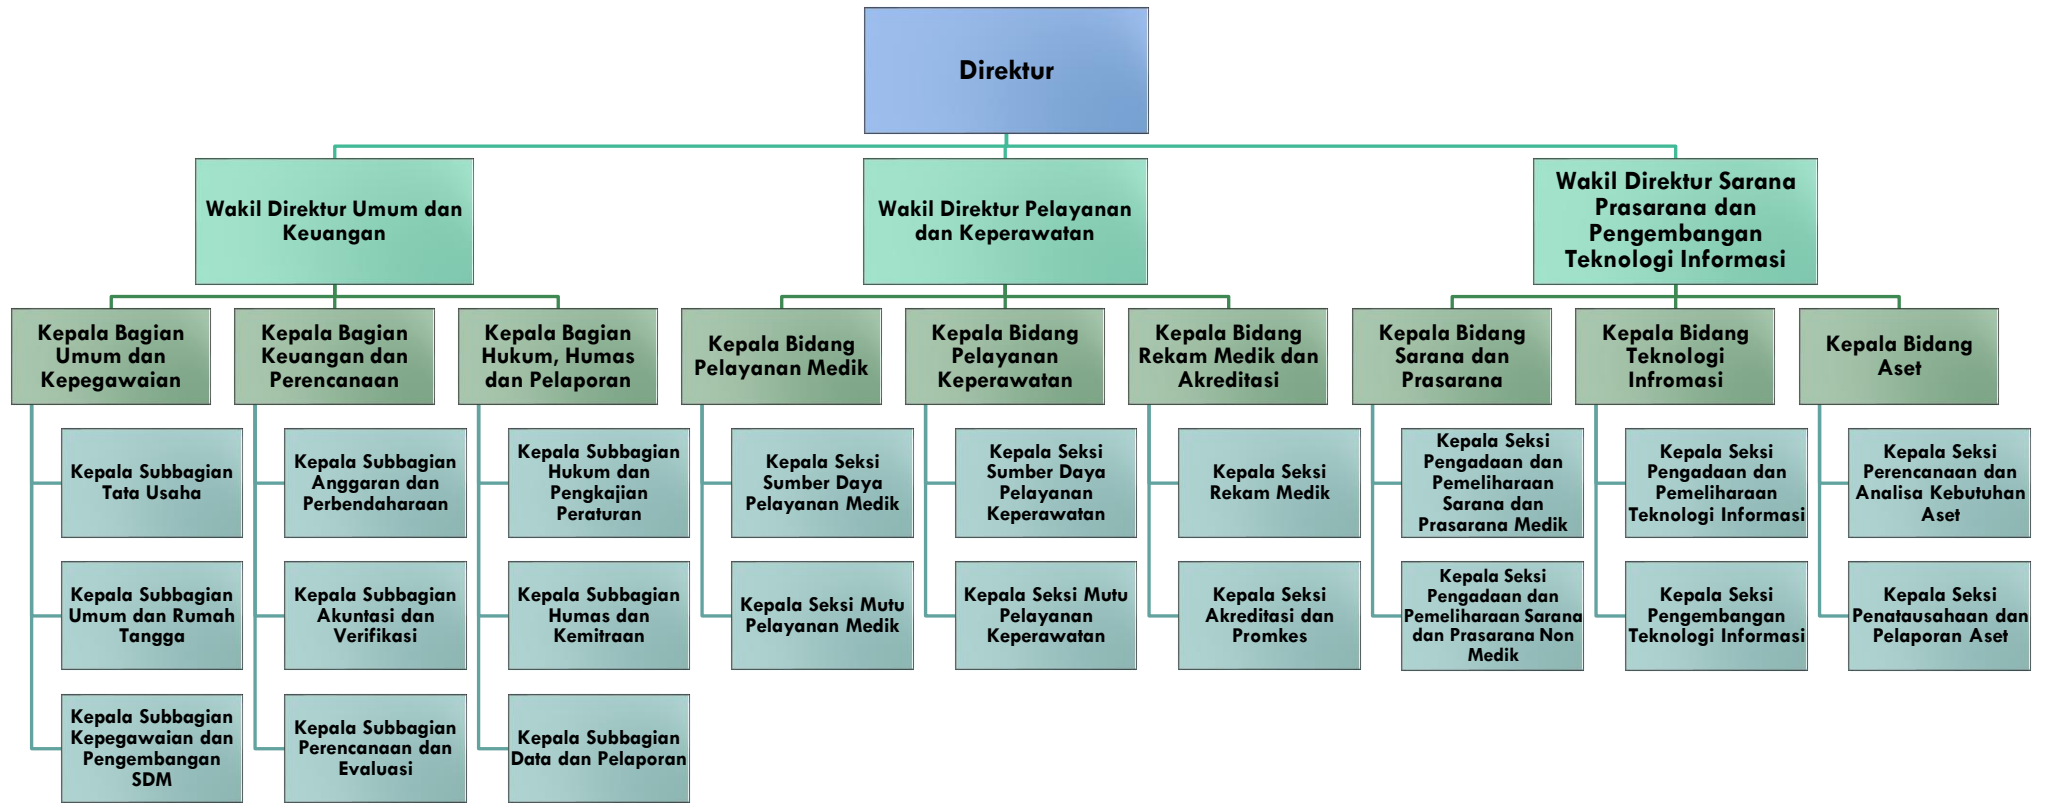 Direktur
Wakil Direktur Umum dan
Keuangan
Wakil Direktur Pelayanan
dan Keperawatan
Wakil Direktur Sarana
Prasarana dan
Pengembangan
Teknologi Informasi
Kepala Bagian
Umum dan
Kepegawaian
Kepala Bagian
Keuangan dan
Perencanaan
Kepala Bagian
Hukum, Humas
dan Pelaporan
Kepala Bidang
Pelayanan Medik
Kepala Bidang
Pelayanan
Keperawatan
Kepala Bidang
Rekam Medik dan
Akreditasi
Kepala Bidang
Sarana dan
Prasarana
Kepala Bidang
Teknologi
Infromasi
Kepala Bidang
Aset
Kepala Subbagian
Tata Usaha
Kepala Subbagian
Anggaran dan
Perbendaharaan
Kepala Subbagian
Hukum dan
Pengkajian
Peraturan
Kepala Seksi
Sumber Daya
Pelayanan Medik
Kepala Seksi
Sumber Daya
Pelayanan
Keperawatan
Kepala Seksi
Rekam Medik
Kepala Seksi
Pengadaan dan
Pemeliharaan
Sarana dan
Prasarana Medik
Kepala Seksi
Pengadaan dan
Pemeliharaan
Teknologi Informasi
Kepala Seksi
Perencanaan dan
Analisa Kebutuhan
Aset
Kepala Subbagian
Umum dan Rumah
Tangga
Kepala Subbagian
Akuntasi dan
Verifikasi
Kepala Subbagian
Humas dan
Kemitraan
Kepala Seksi Mutu
Pelayanan Medik
Kepala Seksi Mutu
Pelayanan
Keperawatan
Kepala Seksi
Akreditasi dan
Promkes
Kepala Seksi
Pengadaan dan
Pemeliharaan Sarana
dan Prasarana Non
Medik
Kepala Seksi
Pengembangan
Teknologi Informasi
Kepala Seksi
Penatausahaan dan
Pelaporan Aset
Kepala Subbagian
Kepegawaian dan
Pengembangan
SDM
Kepala Subbagian
Perencanaan dan
Evaluasi
Kepala Subbagian
Data dan Pelaporan